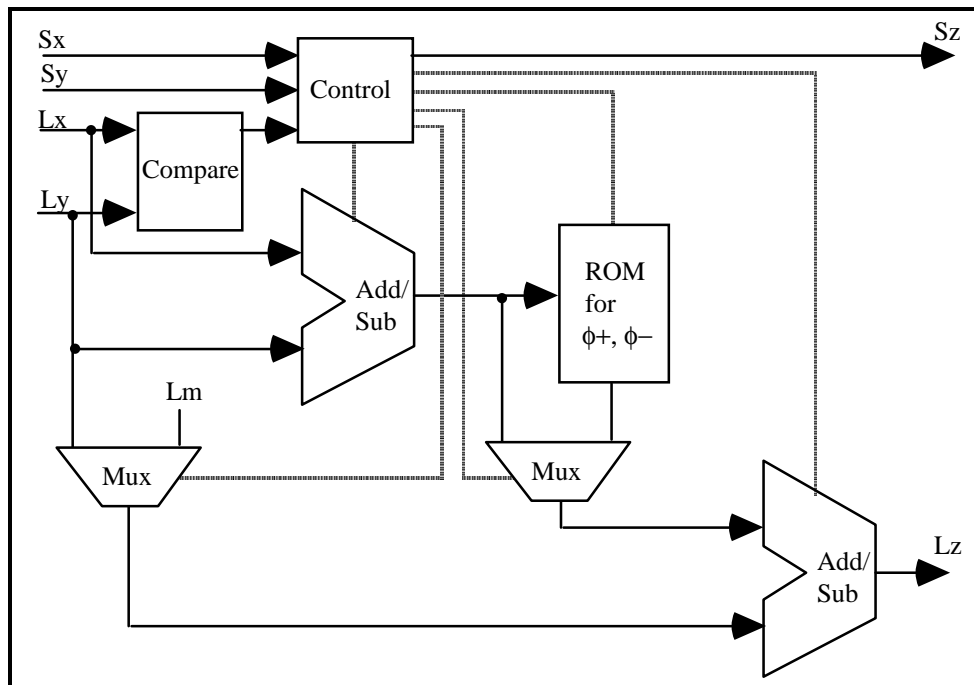 Sx
Sz
Sy
Control
Lx
Compare
Ly
Add/
Sub
ROM
for
ϕ+, ϕ−
Lm
Mux
Mux
Add/
Sub
Lz